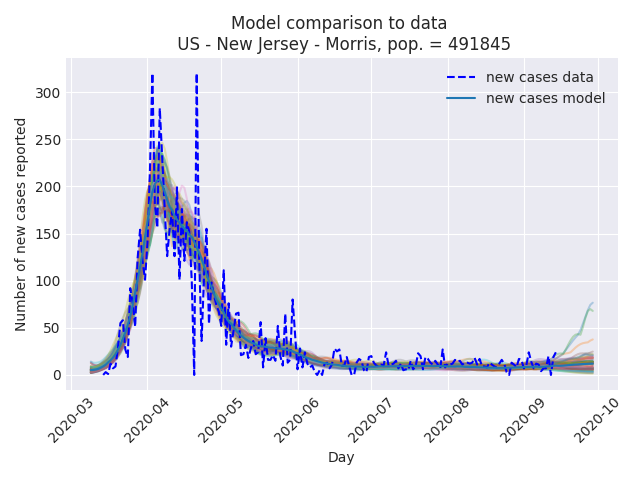 Model comparison to data
US - New Jersey - Morris, pop. = 491845
new cases data
new cases model
Number of new cases reported
300
250
200
150
100
50
0
2020-03
2020-04
2020-05
2020-06
2020-07
2020-08
2020-09
2020-10
Day